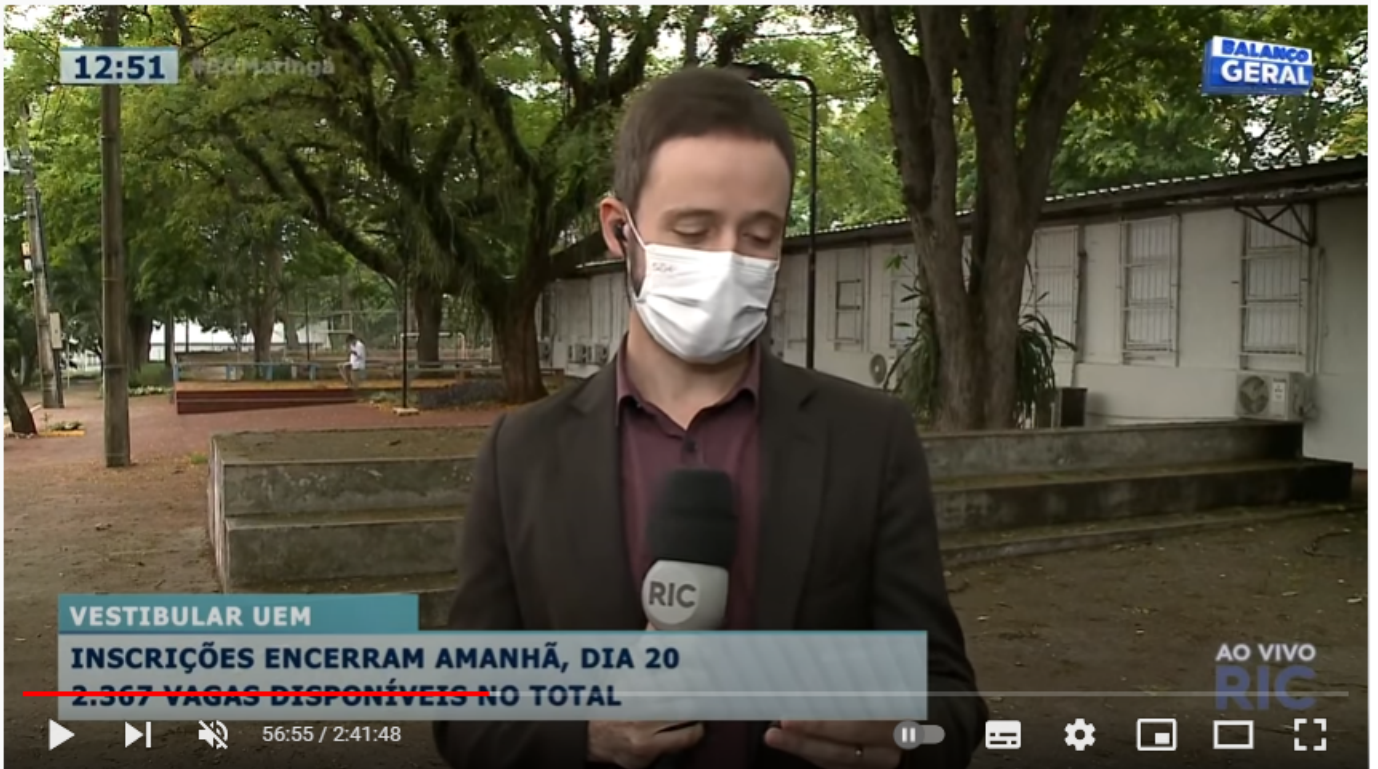 12:51 #BGMaringá
BALANÇO
GERAL
RIC
VESTIBULAR UEM
INSCRIÇÕES ENCERRAM AMANHÃ, DIA 20
2.367 VAGAS DISPONÍVEIS NO TOTAL
AO VIVO
RIC
56:55 / 2:41:48